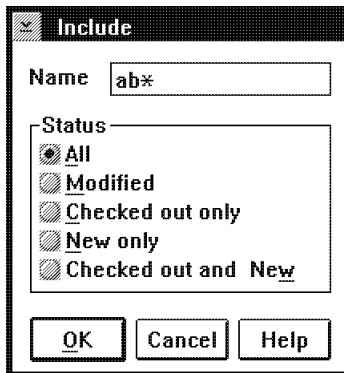 Include
Name ab*
Status
All
Modified
Checked out only
New only
Checked out and New
OK Cancel Help